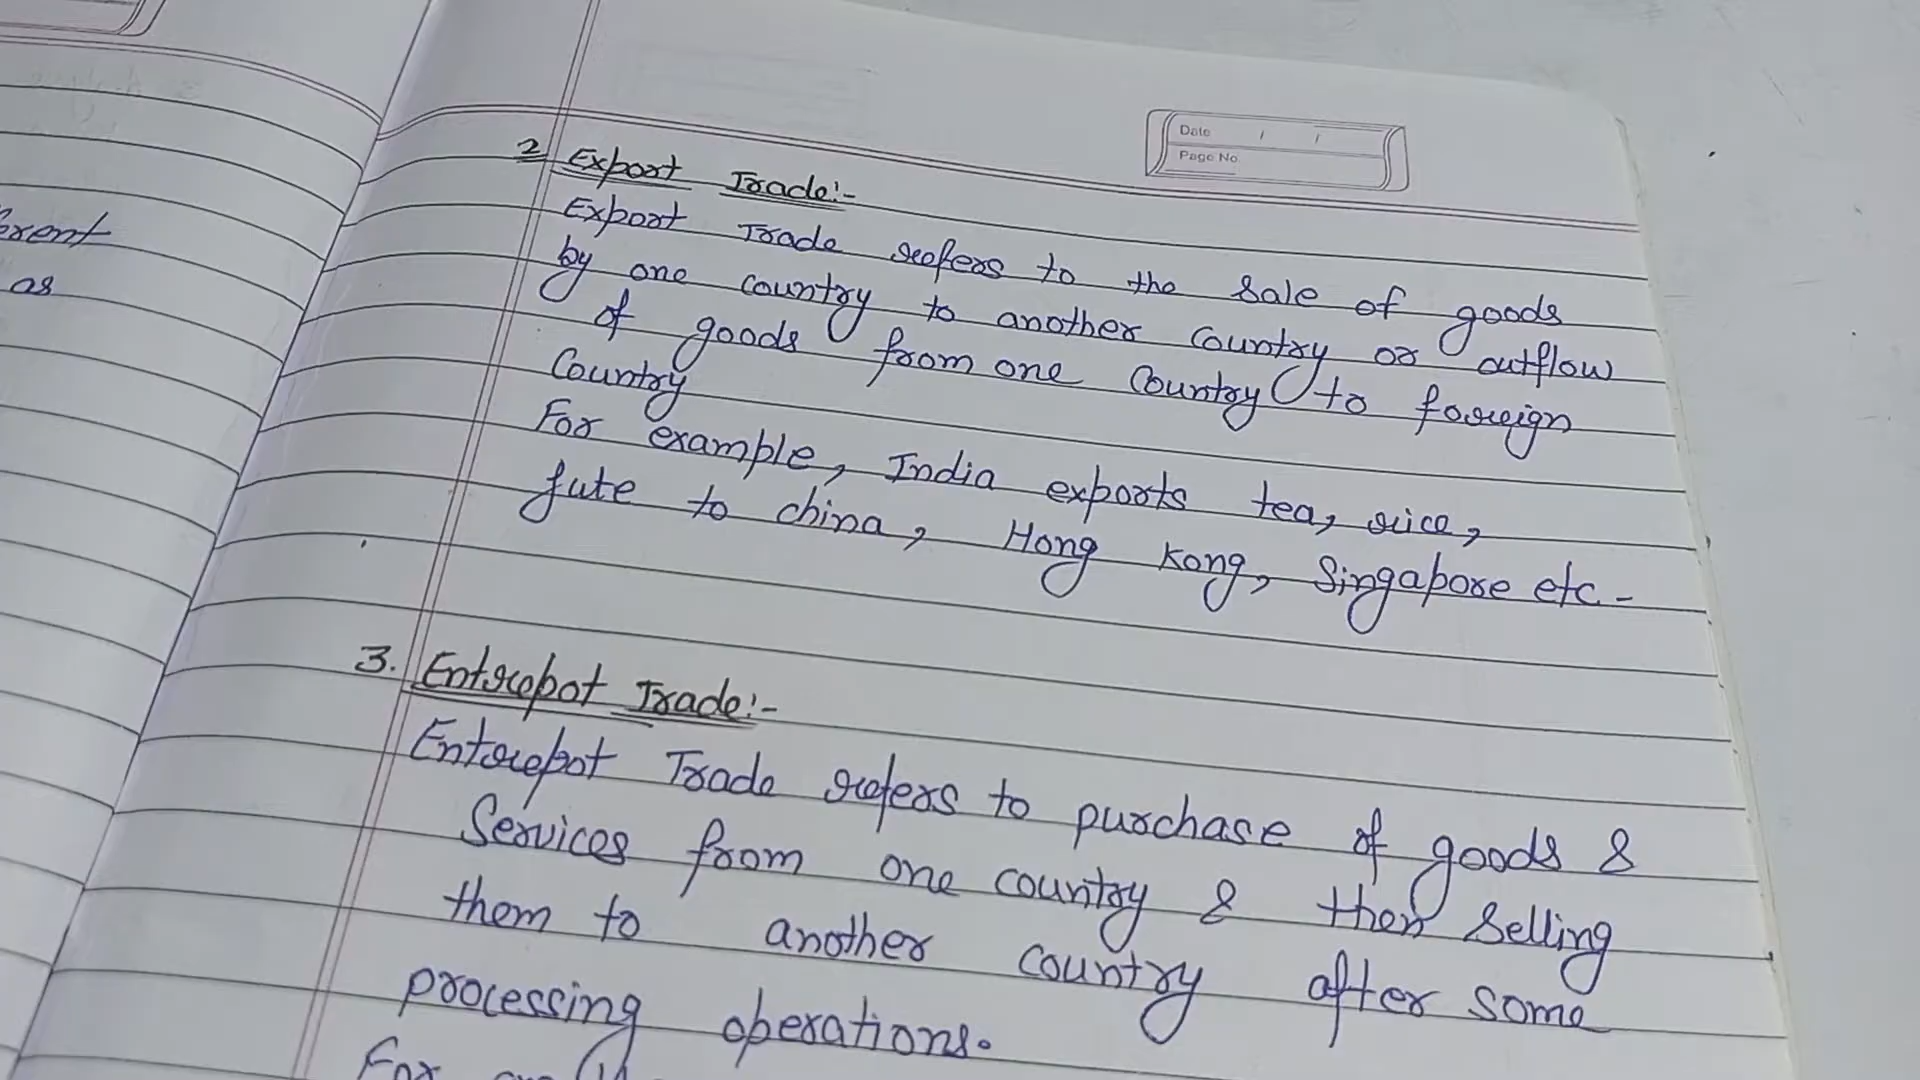 erent
as
Date / /
Page No.
2 Export Trade:-
Export Trade refers to the sale of goods
by one country to another country or outflow
of goods from one country to foreign
Country
For example, India exports tea, rice,
Jute to china, Hong Kong, Singapore etc-
3. Entrepot Trade:-
Entrepot Trade refers to purchase of goods &
Services from one country & then selling
them to another country after some
processing operations.
For